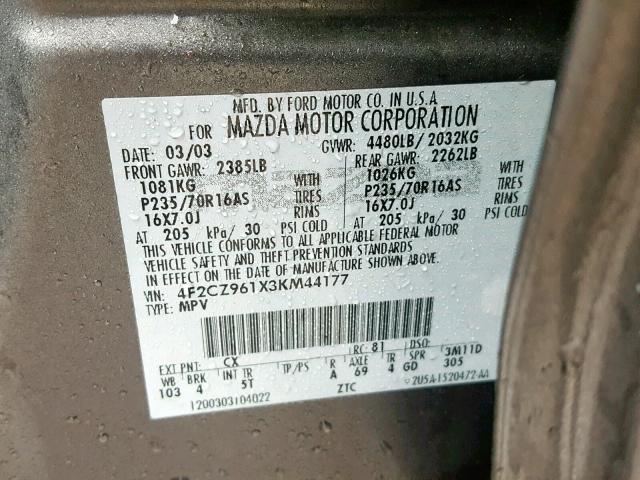 MFD. BY FORD MOTOR CO. IN U.S.A
FOR MAZDA MOTOR CORPORATION
DATE: 03/03 GVWR: 4480LB/ 2032KG
FRONT GAWR: 2385LB REAR GAWR: 2262LB
1081KG 1026KG
P235/70R16AS TIRES P235/70R16AS TIRES
16X7.0J RIMS 16X7.0J RIMS
AT 205 kPa/ 30 PSI COLD AT 205 kPa/ 30 PSI COLD
THIS VEHICLE CONFORMS TO ALL APPLICABLE FEDERAL MOTOR
VEHICLE SAFETY AND THEFT PREVENTION STANDARDS
IN EFFECT ON THE DATE OF MANUFACTURE SHOWN ABOVE
VIN: 4F2CZ961X3KM44177
TYPE: MPV
RC: 81 DSO:
EXT PNT: CX 3M11D
WB BRK INT TR TP/PS R AXLE TR SPR
103 4 5T A 69 4 GD 305
1200303104022 ZTC 2U5A-1520472-AA